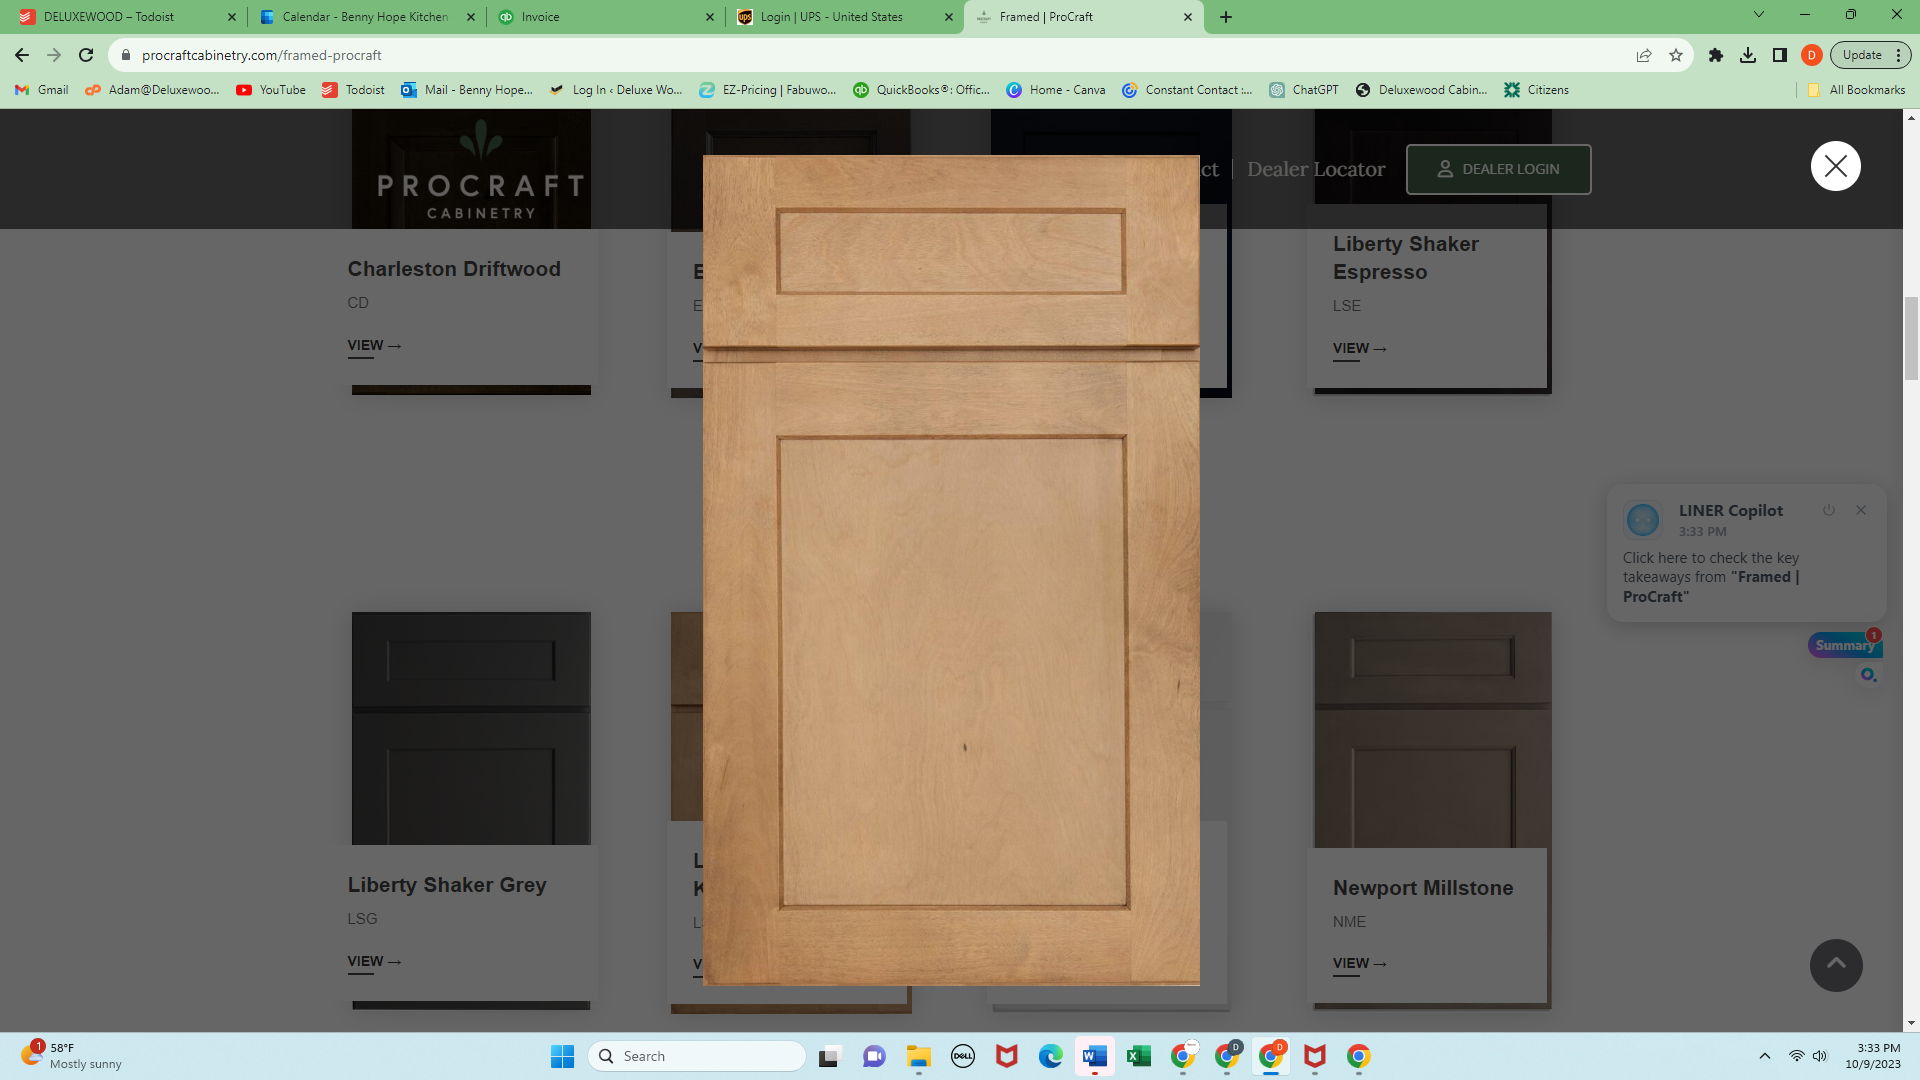 DELUXEWOOD – Todoist
Calendar - Benny Hope Kitchen
Invoice
Login | UPS - United States
Framed | ProCraft
procraftcabinetry.com/framed-procraft
D
Update
Gmail
Adam@Deluxewoo...
YouTube
Todoist
Mail - Benny Hope...
Log In ‹ Deluxe Wo...
EZ-Pricing | Fabuwo...
QuickBooks®: Offic...
Home - Canva
Constant Contact :...
ChatGPT
Deluxewood Cabin...
Citizens
All Bookmarks
PROCRAFT
CABINETRY
ct
Dealer Locator
DEALER LOGIN
Charleston Driftwood
CD
VIEW →
E
E
V
Liberty Shaker
Espresso
LSE
VIEW →
LINER Copilot
3:33 PM
Click here to check the key
takeaways from "Framed |
ProCraft"
Summary
1
Liberty Shaker Grey
LSG
VIEW →
L
K
L
V
Newport Millstone
NME
VIEW →
1
58°F
Mostly sunny
Search
DELL
D
D
3:33 PM
10/9/2023